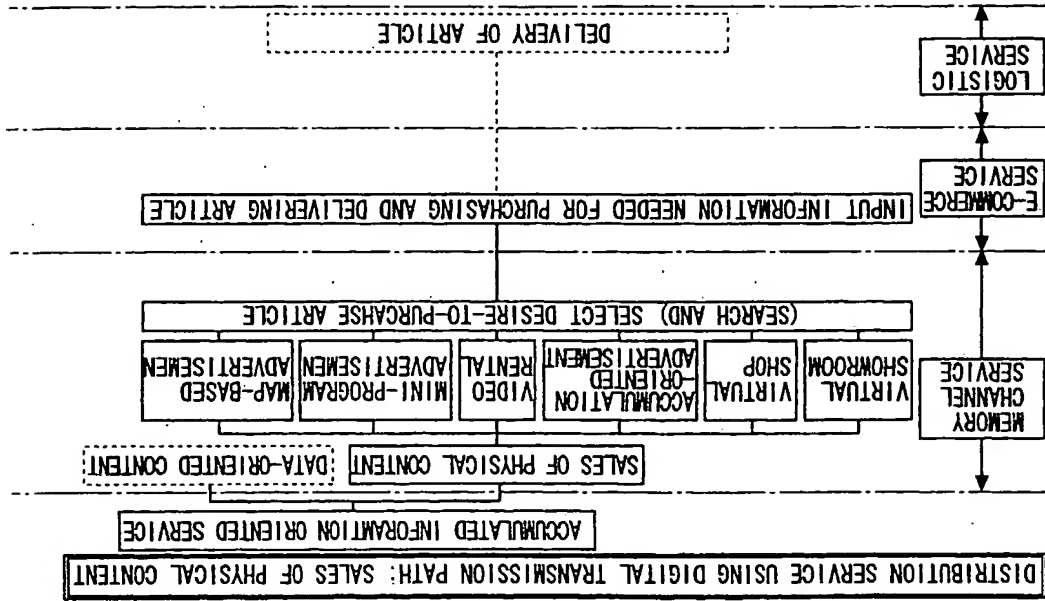 DISTRIBUTION SERVICE USING DIGITAL TRANSMISSION PATH: SALES OF PHYSICAL CONTENT
ACCUMULATED INFORAMTION ORIENTED SERVICE
SALES OF PHYSICAL CONTENT
DATA-ORIENTED CONTENT
MEMORY
CHANNEL
SERVICE
VIRTUAL
SHOWROOM
VIRTUAL
SHOP
ACCUMULATION
-ORIENTED
ADVERTISEMENT
VIDEO
RENTAL
MINI-PROGRAM
ADVERTISEMEN
MAP-BASED
ADVERTISEMEN
(SEARCH AND) SELECT DESIRE-TO-PURCAHSE ARTICLE
E-COMMERCE
SERVICE
INPUT INFORMATION NEEDED FOR PURCHASING AND DELIVERING ARTICLE
LOGISTIC
SERVICE
DELIVERY OF ARTICLE